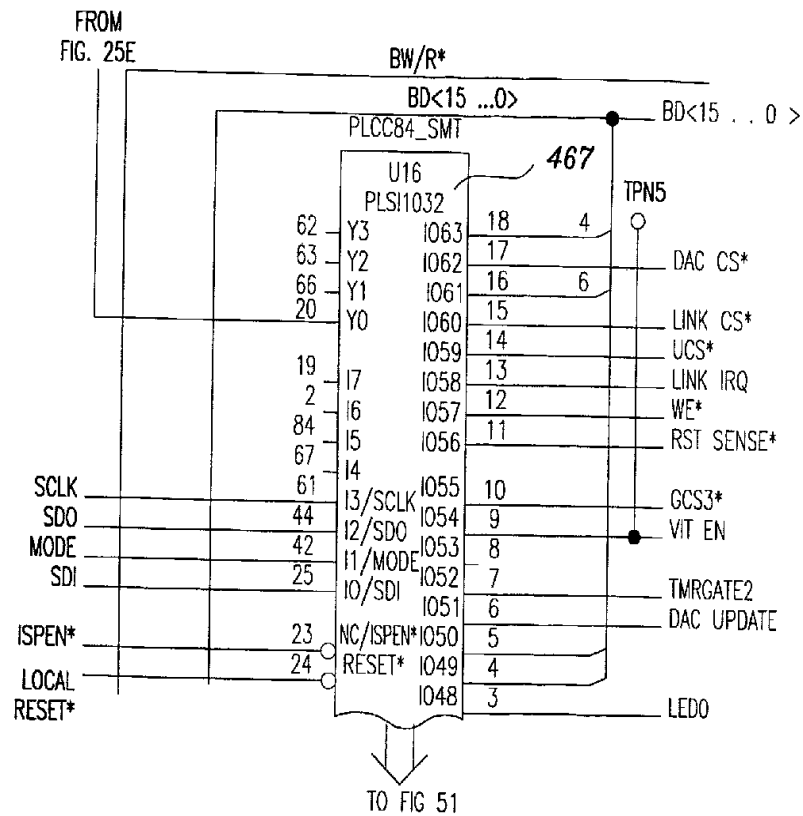 FROM
FIG. 25E
BW/R*
BD<15 ...0>
BD<15 . . 0 >
PLCC84_SMT
U16
PLSI1032
467
TPN5
62 Y3
63 Y2
66 Y1
20 Y0
19 I7
2 I6
84 I5
67 I4
SCLK 61 I3/SCLK
SDO 44 I2/SDO
MODE 42 I1/MODE
SDI 25 IO/SDI
ISPEN* 23 NC/ISPEN*
LOCAL
RESET*
24 RESET*
IO63 18 4
IO62 17 DAC CS*
IO61 16 6
IO60 15 LINK CS*
IO59 14 UCS*
IO58 13 LINK IRQ
IO57 12 WE*
IO56 11 RST SENSE*
IO55 10 GCS3*
IO54 9 VIT EN
IO53 8
IO52 7 TMRGATE2
IO51 6 DAC UPDATE
IO50 5
IO49 4
IO48 3 LED0
TO FIG 51